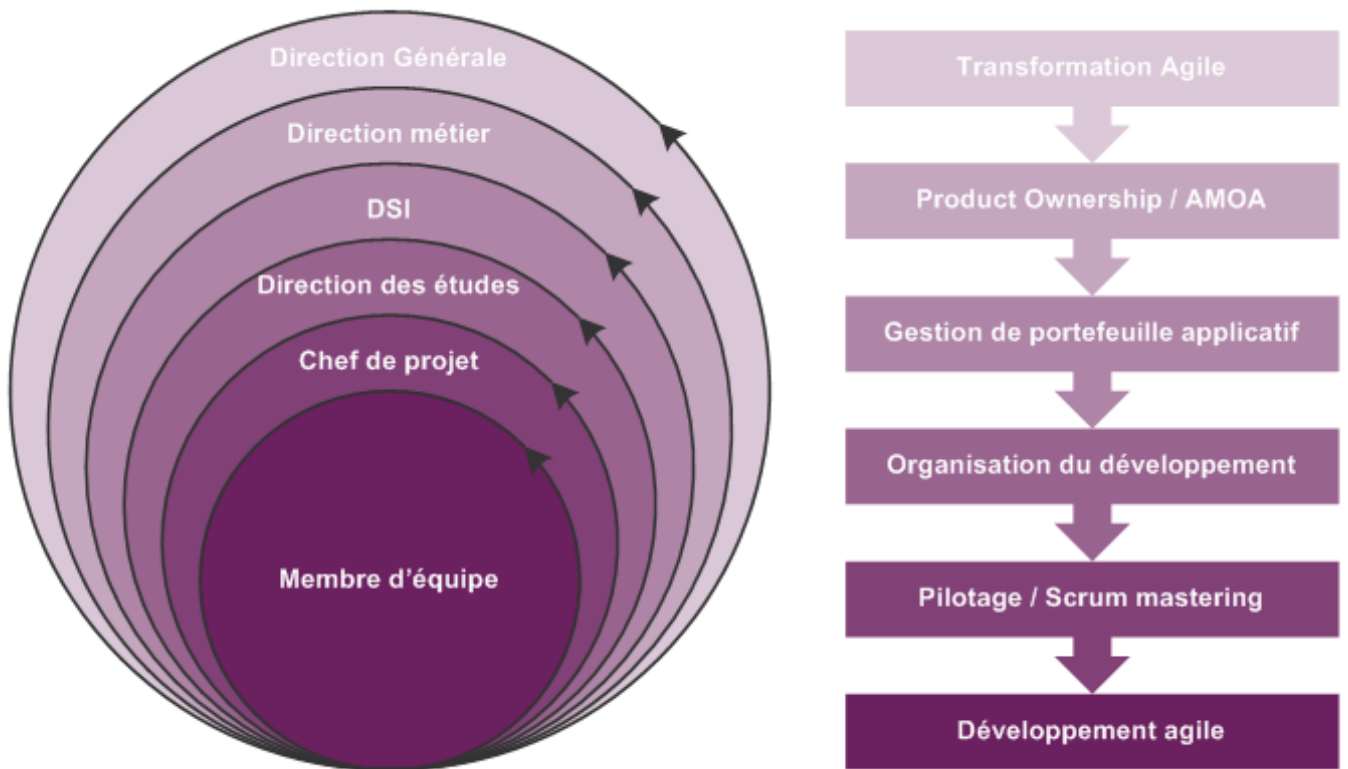 Direction Générale
Direction métier
DSI
Direction des études
Chef de projet
Membre d'équipe
Transformation Agile
Product Ownership / AMOA
Gestion de portefeuille applicatif
Organisation du développement
Pilotage / Scrum mastering
Développement agile